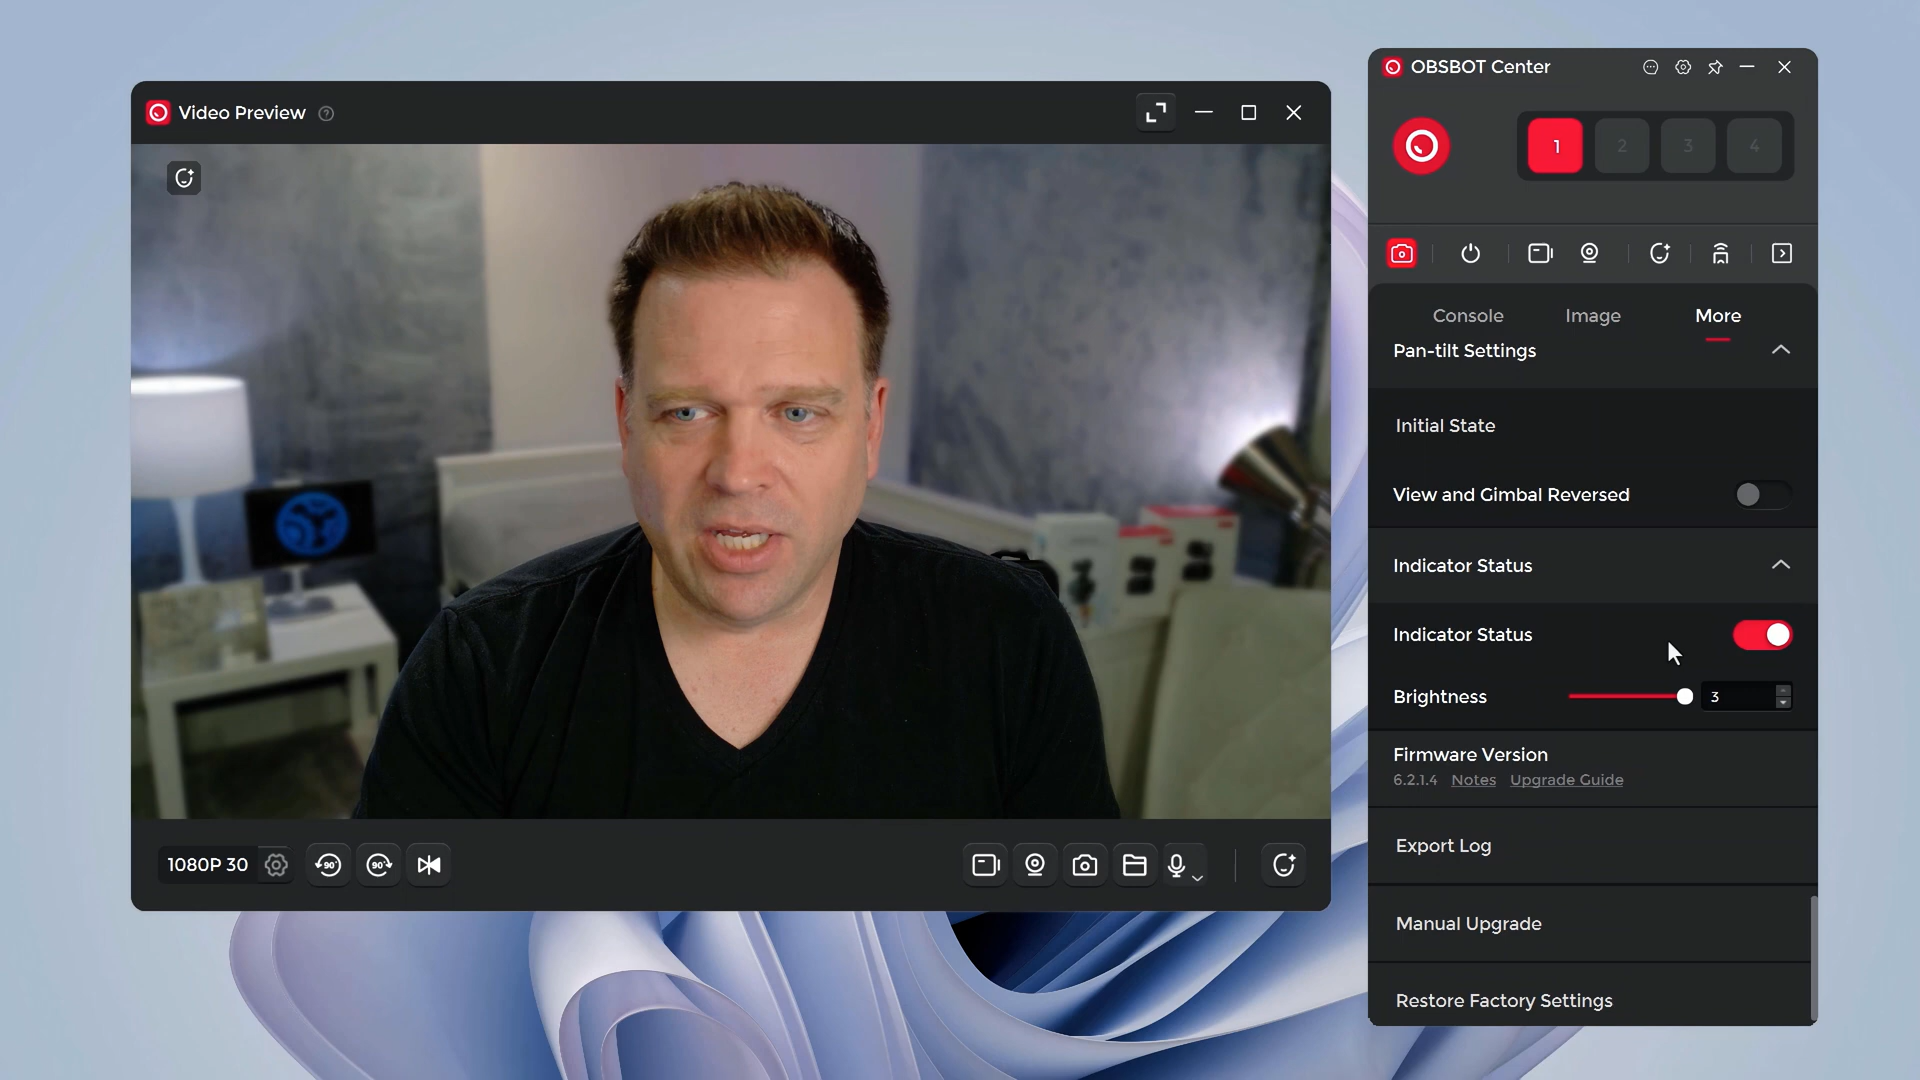 Video Preview
1080P 30
90°
90°
OBSBOT Center
1
2
3
4
Console
Image
More
Pan-tilt Settings
Initial State
View and Gimbal Reversed
Indicator Status
Indicator Status
Brightness
3
Firmware Version
6.2.1.4 Notes Upgrade Guide
Export Log
Manual Upgrade
Restore Factory Settings